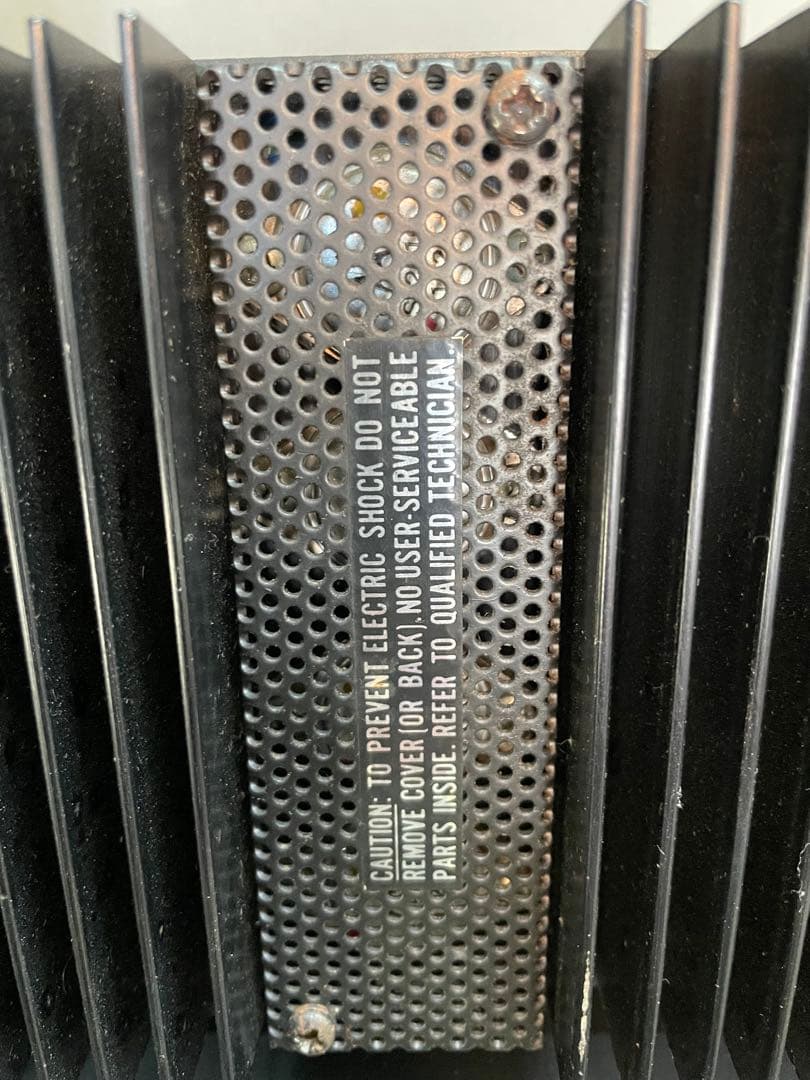 CAUTION: TO PREVENT ELECTRIC SHOCK DO NOT
REMOVE COVER (OR BACK). NO USER-SERVICEABLE
PARTS INSIDE. REFER TO QUALIFIED TECHNICIAN.